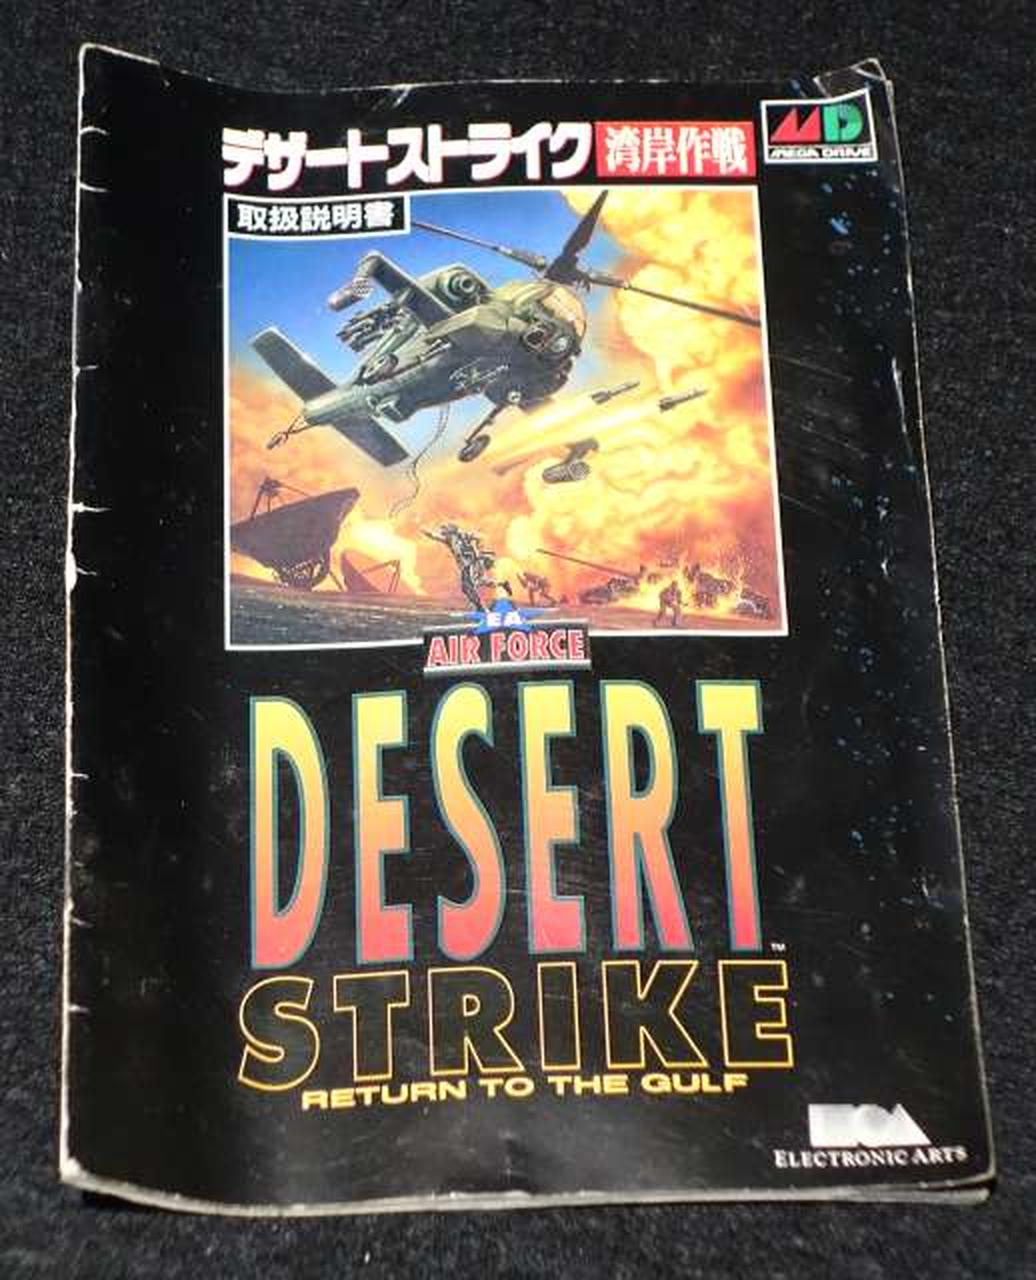 デザートストライク 湾岸作戦
MD
MEGA DRIVE
取扱説明書
EA
AIR FORCE
DESERT
™
STRIKE
RETURN TO THE GULF
ELECTRONIC ARTS